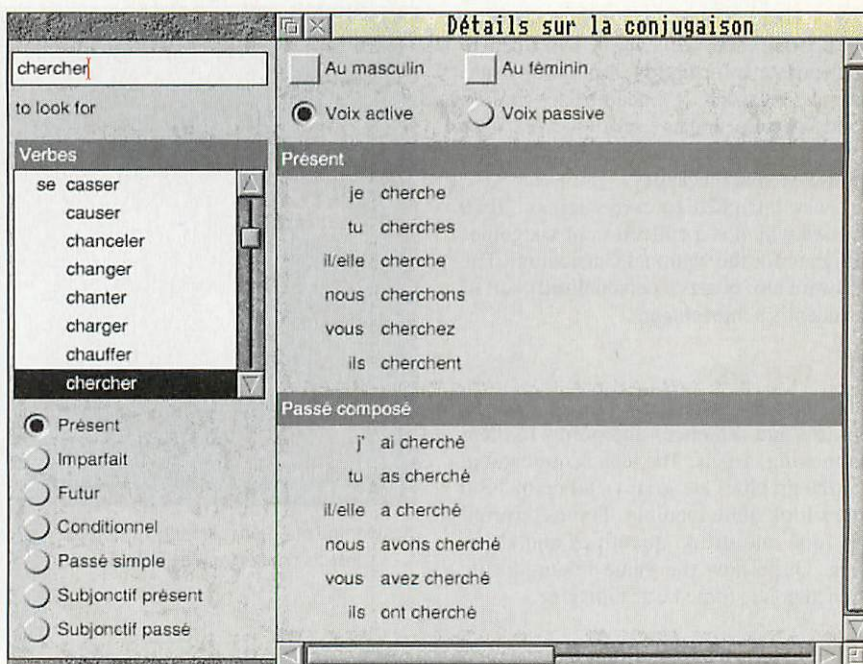 Détails sur la conjugaison
chercher
to look for
Verbes
se casser
causer
chanceler
changer
chanter
charger
chauffer
chercher
Présent
Imparfait
Futur
Conditionnel
Passé simple
Subjonctif présent
Subjonctif passé
Au masculin Au féminin
Voix active Voix passive
Présent
je cherche
tu cherches
il/elle cherche
nous cherchons
vous cherchez
ils cherchent
Passé composé
j' ai cherché
tu as cherché
il/elle a cherché
nous avons cherché
vous avez cherché
ils ont cherché